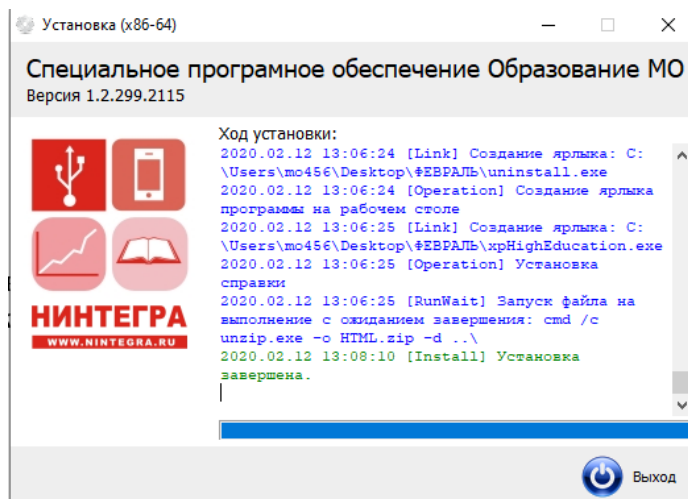 Установка (x86-64)
Специальное програмное обеспечение Образование МО
Версия 1.2.299.2115
Ход установки:
2020.02.12 13:06:24 [Link] Создание ярлыка: C:
\Users\mo456\Desktop\ФЕВРАЛЬ\uninstall.exe
2020.02.12 13:06:24 [Operation] Создание ярлыка
программы на рабочем столе
2020.02.12 13:06:25 [Link] Создание ярлыка: C:
\Users\mo456\Desktop\ФЕВРАЛЬ\xpHighEducation.exe
2020.02.12 13:06:25 [Operation] Установка
справки
2020.02.12 13:06:25 [RunWait] Запуск файла на
выполнение с ожиданием завершения: cmd /c
unzip.exe -o HTML.zip -d ..\
2020.02.12 13:08:10 [Install] Установка
завершена.
НИНТЕГРА
WWW.NINTEGRA.RU
Выход